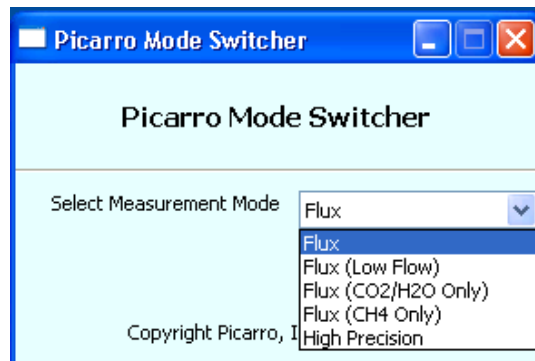 Picarro Mode Switcher
Picarro Mode Switcher
Select Measurement Mode Flux
Flux
Flux (Low Flow)
Flux (CO2/H2O Only)
Flux (CH4 Only)
Copyright Picarro, I
High Precision